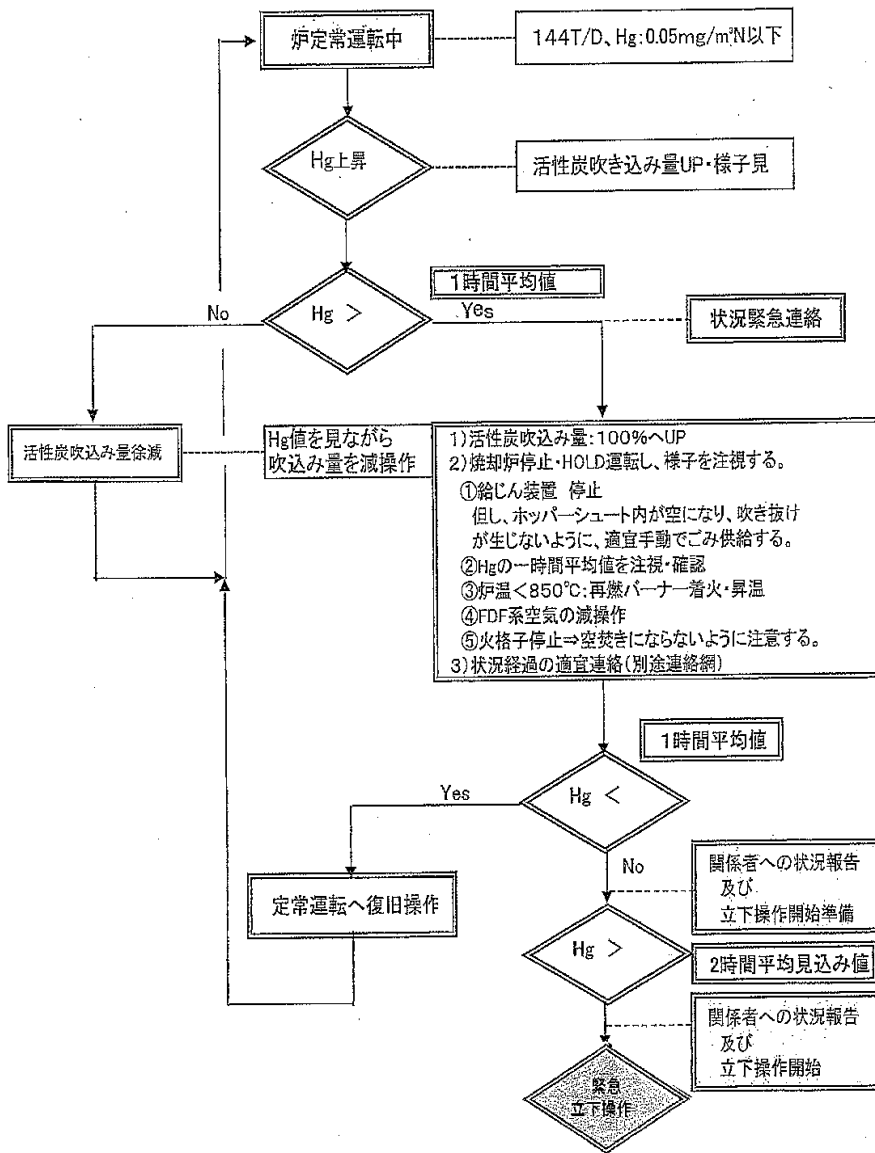 炉定常運転中
144T/D、Hg:0.05mg/m³N以下
Hg上昇
活性炭吹き込み量UP・様子見
1時間平均値
No
Hg >
Yes
状況緊急連絡
活性炭吹込み量徐減
Hg値を見ながら
吹込み量を減操作
1)活性炭吹込み量:100%へUP
2)焼却炉停止・HOLD運転し、様子を注視する。
①給じん装置 停止
但し、ホッパーシュート内が空になり、吹き抜け
が生じないように、適宜手動でごみ供給する。
②Hgの一時間平均値を注視・確認
③炉温<850℃:再燃バーナー着火・昇温
④FDF系空気の減操作
⑤火格子停止⇒空焚きにならないように注意する。
3)状況経過の適宜連絡(別途連絡網)
1時間平均値
Yes
Hg <
No
関係者への状況報告
及び
立下操作開始準備
定常運転へ復旧操作
Hg >
2時間平均見込み値
関係者への状況報告
及び
立下操作開始
緊急
立下操作